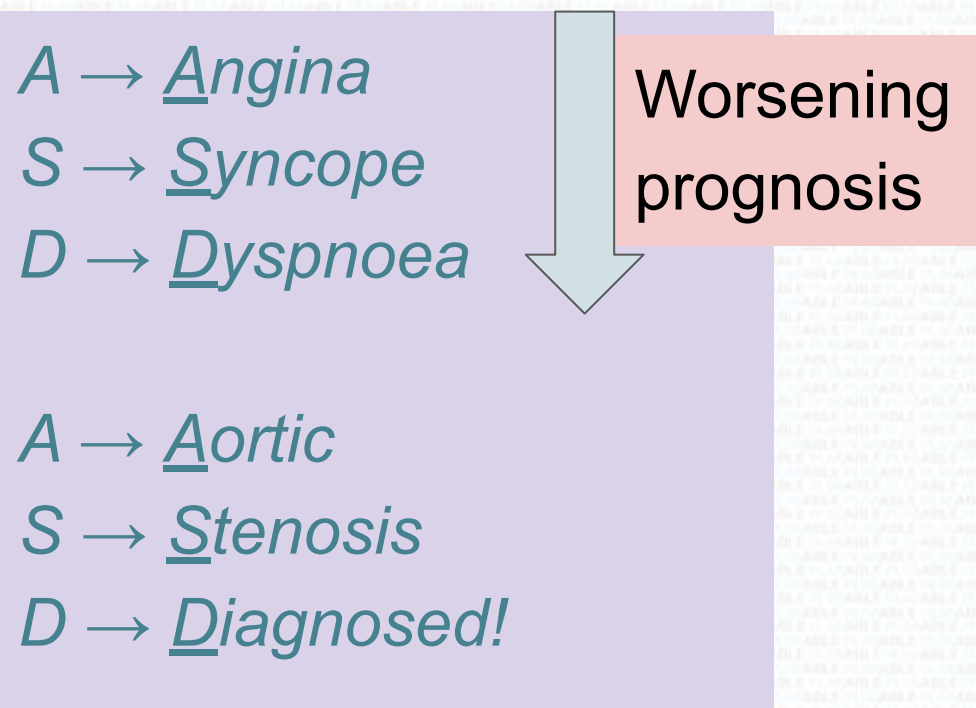 A → Angina
S → Syncope
D → Dyspnoea
Worsening
prognosis
A → Aortic
S → Stenosis
D → Diagnosed!